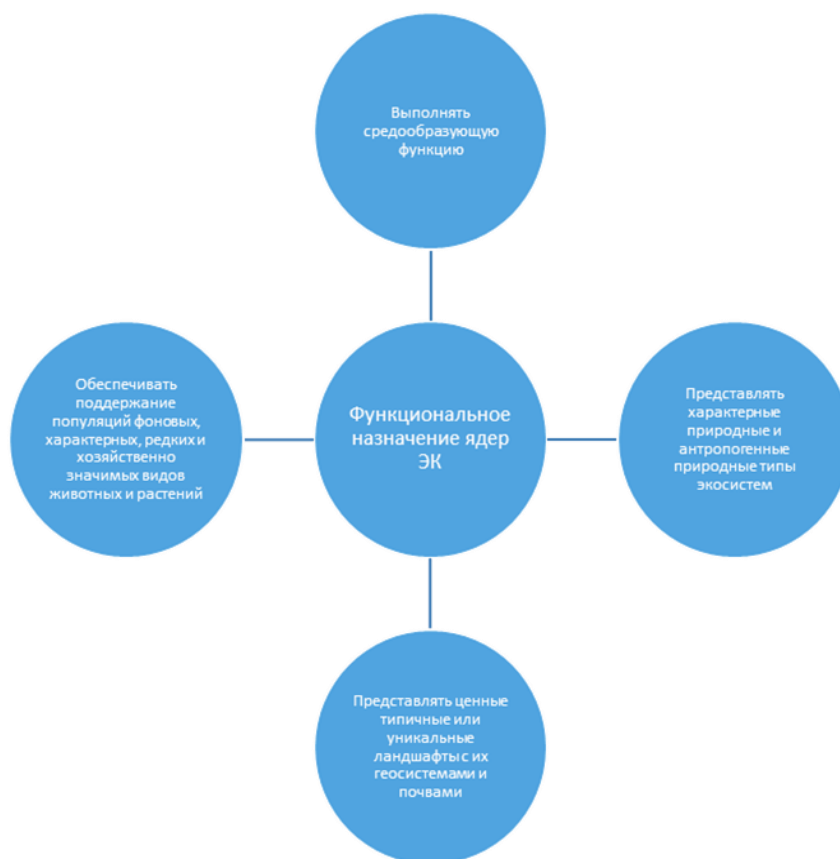 Выполнять
средообразующую
функцию
Обеспечивать
поддержание
популяций фоновых,
характерных, редких и
хозяйственно
значимых видов
животных и растений
Функциональное
назначение ядер
ЭК
Представлять
характерные
природные и
антропогенные
природные типы
экосистем
Представлять ценные
типичные или
уникальные
ландшафты с их
геосистемами и
почвами